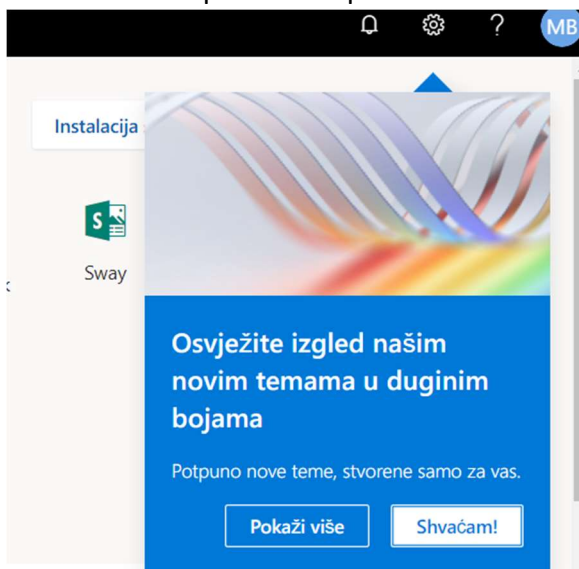 ?
MB
Instalacija
S
Sway
Osvježite izgled našim
novim temama u duginim
bojama
Potpuno nove teme, stvorene samo za vas.
Pokaži više
Shvaćam!